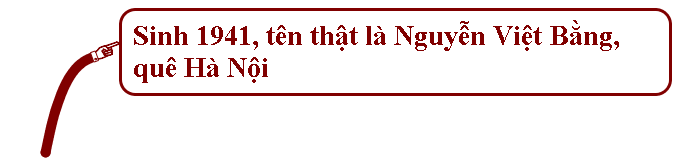 Sinh 1941, tên thật là Nguyễn Việt Bằng,
quê Hà Nội